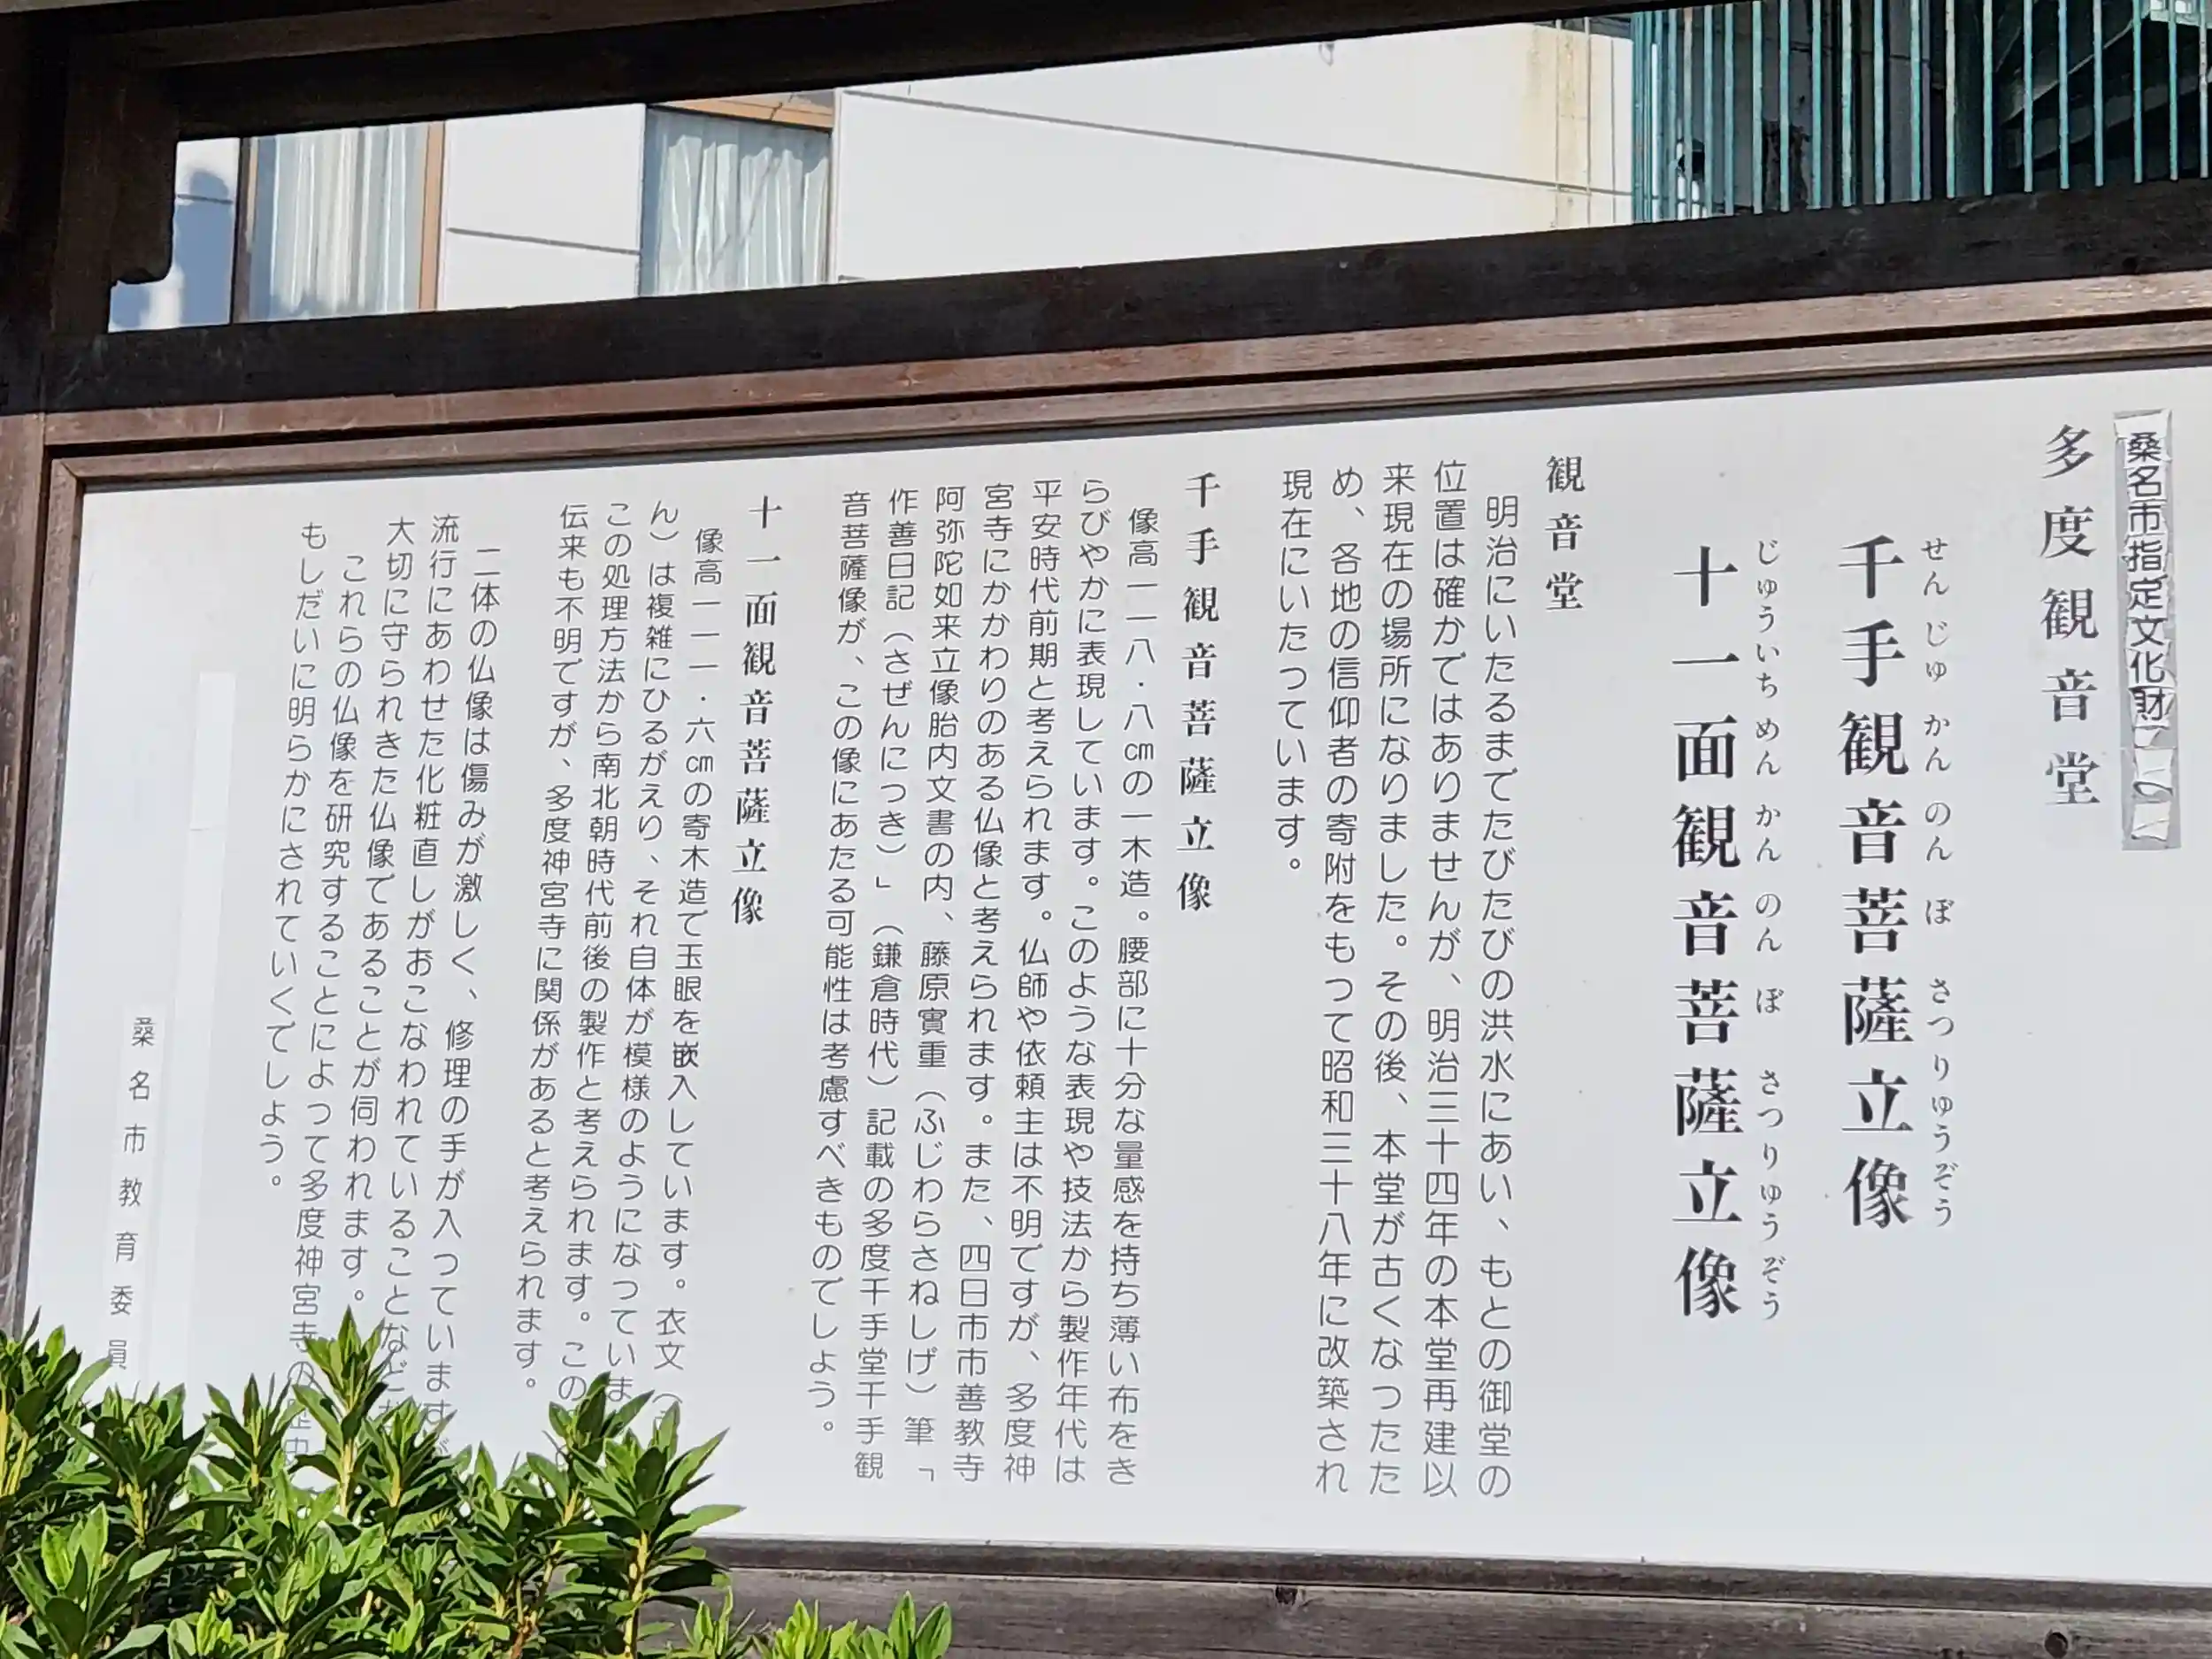 桑名市指定文化財
多度観音堂
せんじゅかんのんぼさつりゅうぞう
千手観音菩薩立像
じゅういちめんかんのんぼさつりゅうぞう
十一面観音菩薩立像
観音堂
明治にいたるまでたびたびの洪水にあい、もとの御堂の
位置は確かではありませんが、明治三十四年の本堂再建以
来現在の場所になりました。その後、本堂が古くなったた
め、各地の信仰者の寄附をもって昭和三十八年に改築され
現在にいたっています。
千手観音菩薩立像
像高一一八・八㎝の一木造。腰部に十分な量感を持ち薄い布をき
らびやかに表現しています。このような表現や技法から製作年代は
平安時代前期と考えられます。仏師や依頼主は不明ですが、多度神
宮寺にかかわりのある仏像と考えられます。また、四日市市善教寺
阿弥陀如来立像胎内文書の内、藤原實重（ふじわらさねしげ）筆「
作善日記（さぜんにつき）」（鎌倉時代）記載の多度千手堂千手観
音菩薩像が、この像にあたる可能性は考慮すべきものでしょう。
十一面観音菩薩立像
像高一一一・六㎝の寄木造で玉眼を嵌入しています。衣文（
ん）は複雑にひるがえり、それ自体が模様のようになっていま
この処理方法から南北朝時代前後の製作と考えられます。この
伝来も不明ですが、多度神宮寺に関係があると考えられます。
二体の仏像は傷みが激しく、修理の手が入っていますが
流行にあわせた化粧直しがおこなわれていることなど
大切に守られきた仏像であることが伺われます。
これらの仏像を研究することによって多度神宮寺の歴史
もしだいに明らかにされていくでしょう。
桑名市教育委員